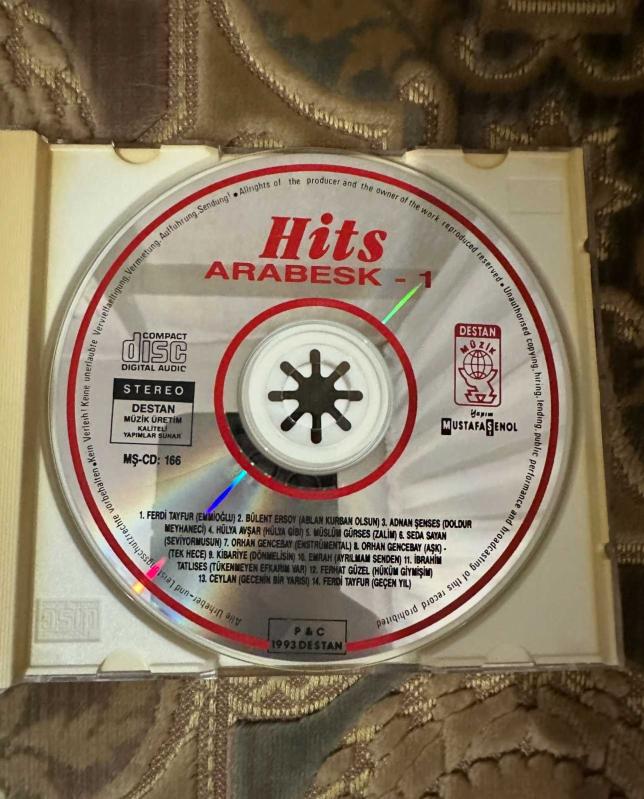 Hits
ARABESK - 1
Alle Urheber-und Leistungsschutzrechte vorbehalten • Kein Verleih! Keine unerlaubte Vervielfältigung, Vermietung, Aufführung, Sendung! • Allrights of the producer and the owner of the work reproduced reserved • Unauthorised copying, hiring, lending, public performance and broadcasting of this record prohibited
COMPACT
disc
DIGITAL AUDIO
STEREO
DESTAN
MÜZİK ÜRETİM
KALİTELİ
YAPIMLAR SUNAR
MŞ-CD: 166
DESTAN
MÜZİK
Yapım
MUSTAFA ŞENOL
1. FERDİ TAYFUR (EMMİOĞLU) 2. BÜLENT ERSOY (ABLAN KURBAN OLSUN) 3. ADNAN ŞENSES (DOLDUR
MEYHANECİ) 4. HÜLYA AVŞAR (HÜLYA GİBİ) 5. MÜSLÜM GÜRSES (ZALİM) 6. SEDA SAYAN
(SEVİYORMUSUN) 7. ORHAN GENCEBAY (ENSTRÜMENTAL) 8. ORHAN GENCEBAY (AŞK) -
(TEK HECE) 9. KİBARİYE (DÖNMELİSİN) 10. EMRAH (AYRILMAM SENDEN) 11. İBRAHİM
TATLISES (TÜKENMEYEN EFKARIM VAR) 12. FERHAT GÜZEL (HÜKÜM GİYMİŞİM)
13. CEYLAN (GECENİN BİR YARISI) 14. FERDİ TAYFUR (GEÇEN YIL)
P & C
1993 DESTAN
disc